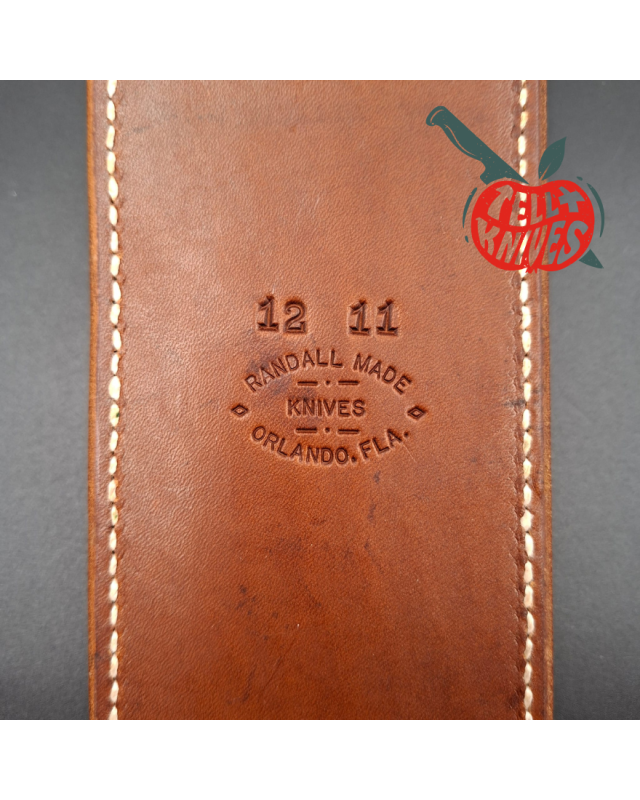 TELL
KNIVES
12 11
RANDALL MADE
KNIVES
ORLANDO, FLA.